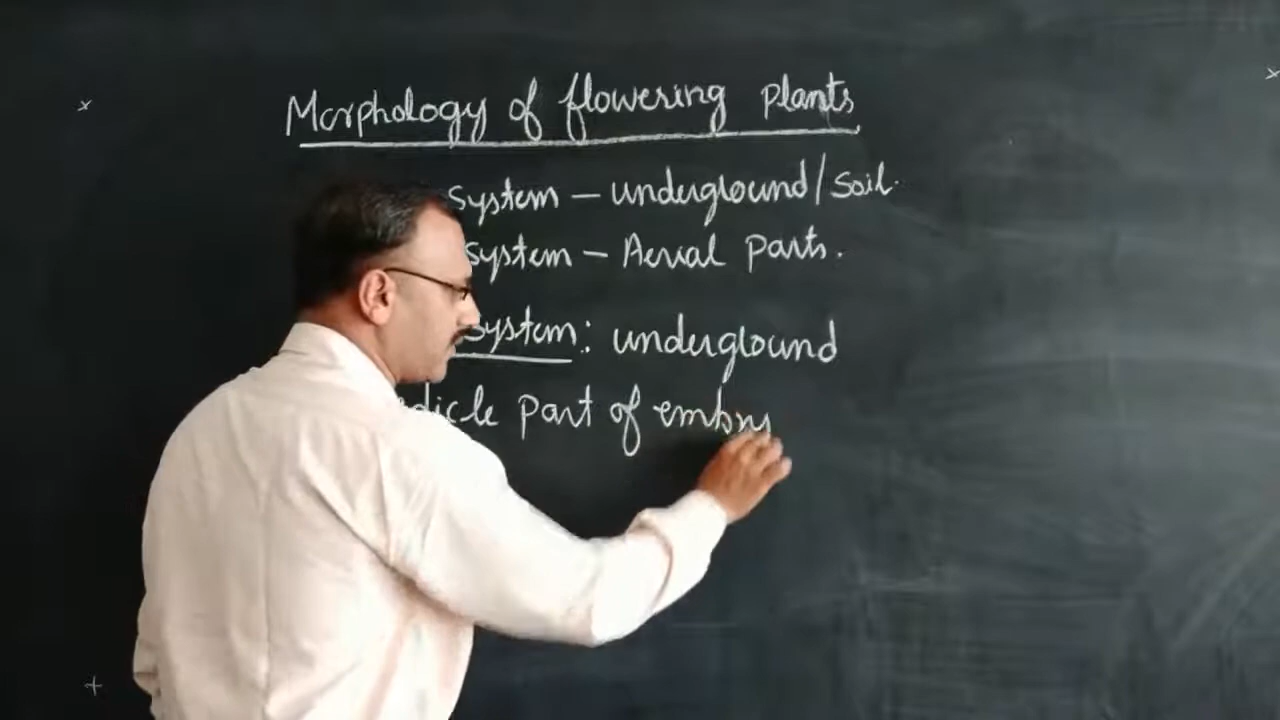 Morphology of flowering plants
System – underground/Soil.
System – Aerial Parts.
System: underground
dicle part of embry